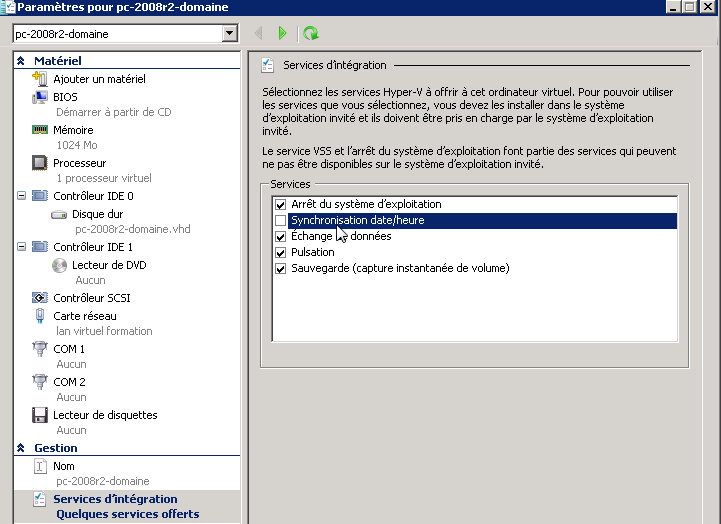 Paramètres pour pc-2008r2-domaine
pc-2008r2-domaine
Matériel
Ajouter un matériel
BIOS
Démarrer à partir de CD
Mémoire
1024 Mo
Processeur
1 processeur virtuel
Contrôleur IDE 0
Disque dur
pc-2008r2-domaine.vhd
Contrôleur IDE 1
Lecteur de DVD
Aucun
Contrôleur SCSI
Carte réseau
lan virtuel formation
COM 1
Aucun
COM 2
Aucun
Lecteur de disquettes
Aucun
Gestion
Nom
pc-2008r2-domaine
Services d'intégration
Quelques services offerts
Services d'intégration
Sélectionnez les services Hyper-V à offrir à cet ordinateur virtuel. Pour pouvoir utiliser
les services que vous sélectionnez, vous devez les installer dans le système
d'exploitation invité et ils doivent être pris en charge par le système d'exploitation
invité.
Le service VSS et l'arrêt du système d'exploitation font partie des services qui peuvent
ne pas être disponibles sur le système d'exploitation invité.
Services
Arrêt du système d'exploitation
Synchronisation date/heure
Échange données
Pulsation
Sauvegarde (capture instantanée de volume)